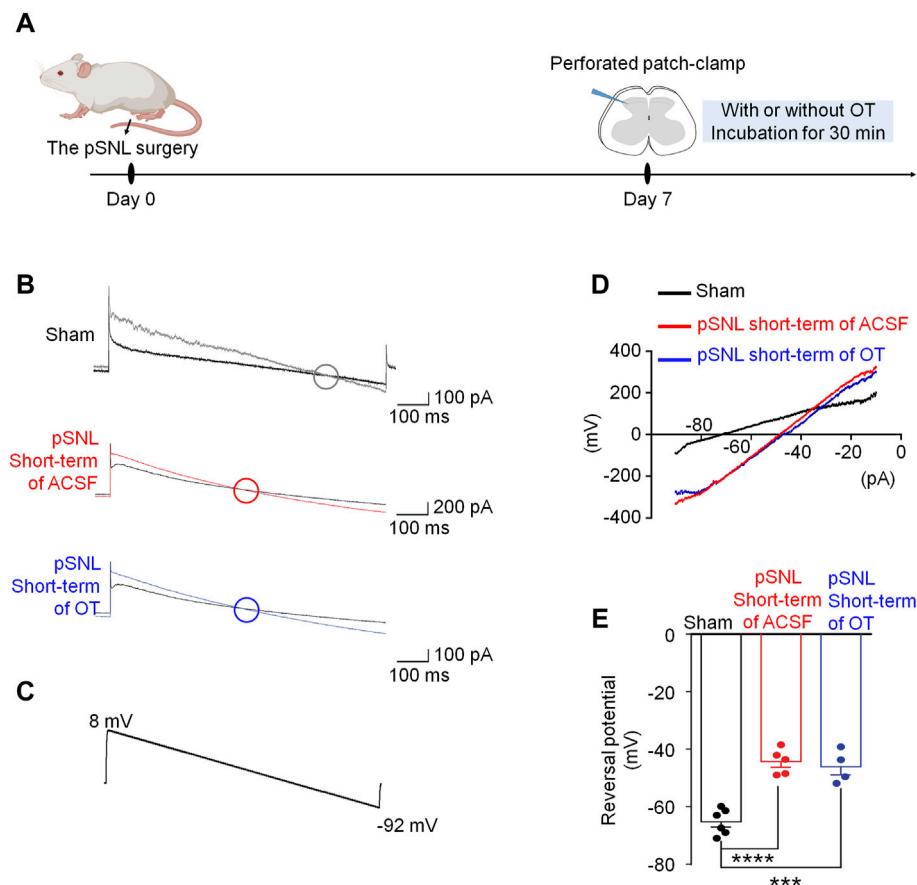 A
Perforated patch-clamp
With or without OT
Incubation for 30 min
The pSNL surgery
Day 0
Day 7
B
Sham
100 pA
100 ms
pSNL
Short-term
of ACSF
200 pA
100 ms
pSNL
Short-term
of OT
100 pA
100 ms
C
8 mV
-92 mV
D
Sham
pSNL short-term of ACSF
pSNL short-term of OT
400
200
0
-200
-400
(mV)
-80
-60
-40
-20
0
(pA)
E
Sham
pSNL
Short-term
of ACSF
pSNL
Short-term
of OT
0
-20
-40
-60
-80
Reversal potential
(mV)
****
***